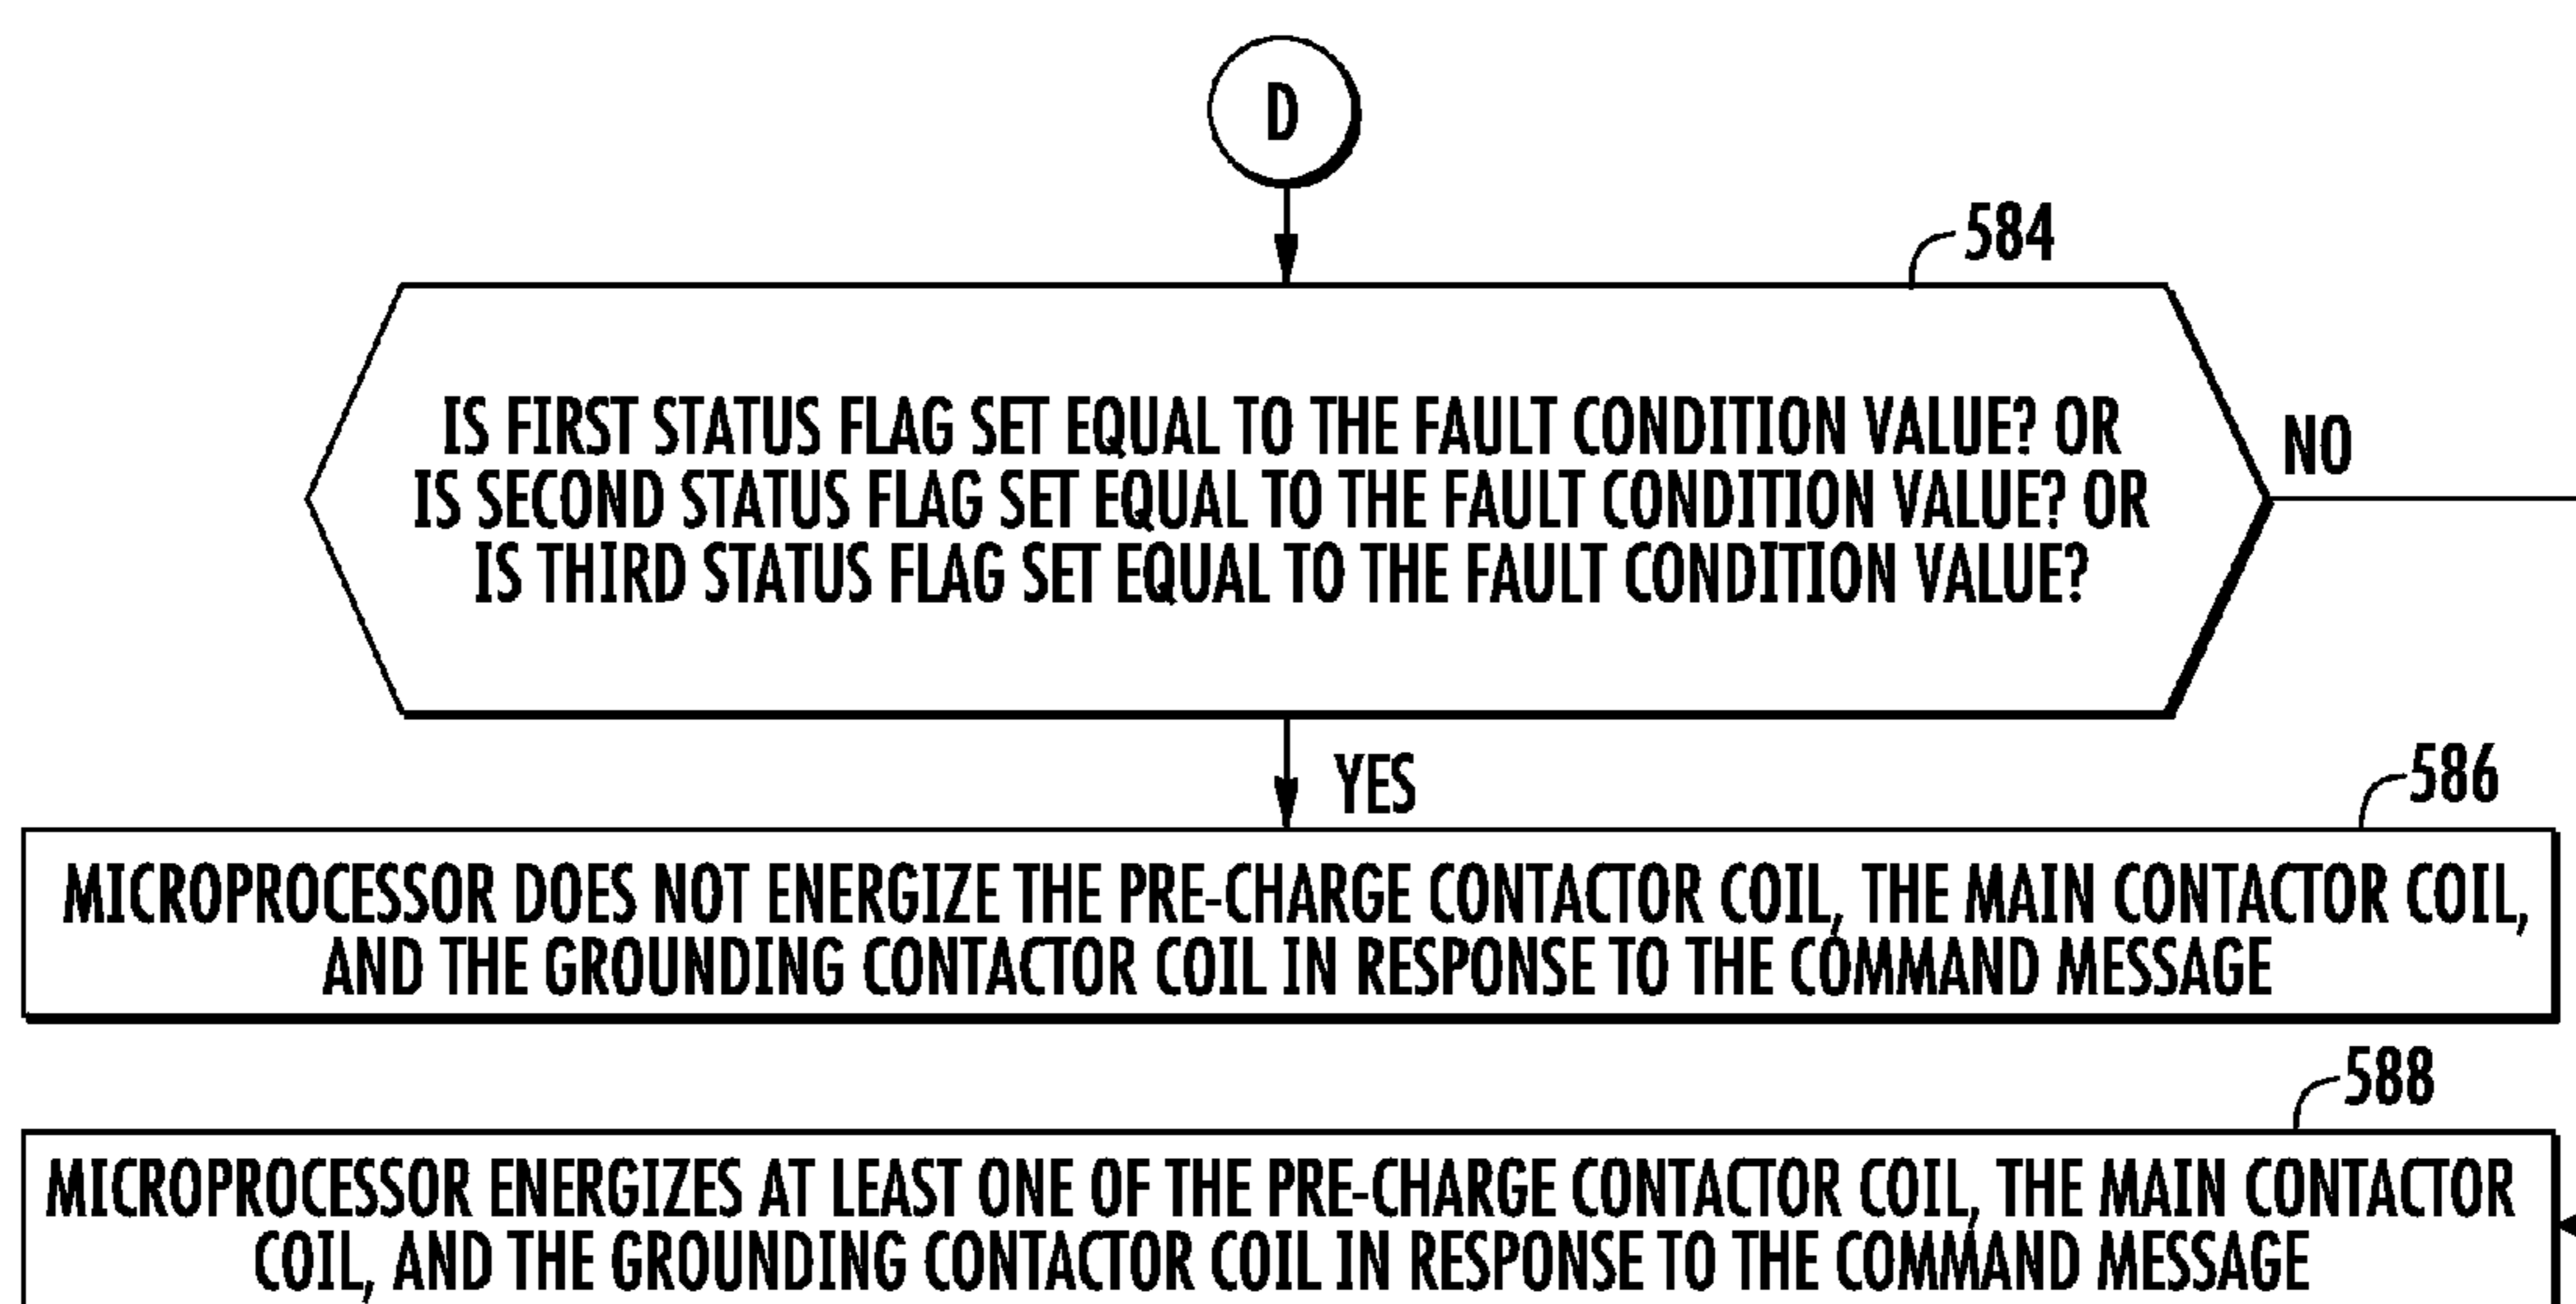 D
584
IS FIRST STATUS FLAG SET EQUAL TO THE FAULT CONDITION VALUE? OR
IS SECOND STATUS FLAG SET EQUAL TO THE FAULT CONDITION VALUE? OR
IS THIRD STATUS FLAG SET EQUAL TO THE FAULT CONDITION VALUE?
NO
YES
586
MICROPROCESSOR DOES NOT ENERGIZE THE PRE-CHARGE CONTACTOR COIL, THE MAIN CONTACTOR COIL,
AND THE GROUNDING CONTACTOR COIL IN RESPONSE TO THE COMMAND MESSAGE
588
MICROPROCESSOR ENERGIZES AT LEAST ONE OF THE PRE-CHARGE CONTACTOR COIL, THE MAIN CONTACTOR
COIL, AND THE GROUNDING CONTACTOR COIL IN RESPONSE TO THE COMMAND MESSAGE